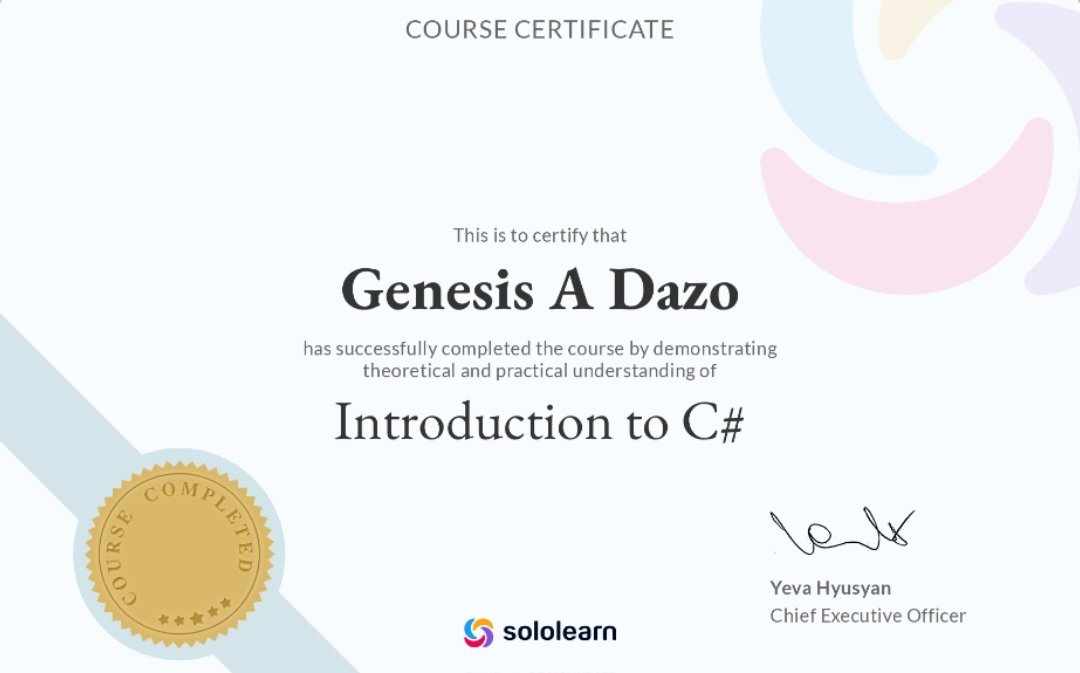 COURSE CERTIFICATE
This is to certify that
Genesis A Dazo
has successfully completed the course by demonstrating
theoretical and practical understanding of
Introduction to C#
COURSE COMPLETED
Yeva Hyusyan
Chief Executive Officer
sololearn